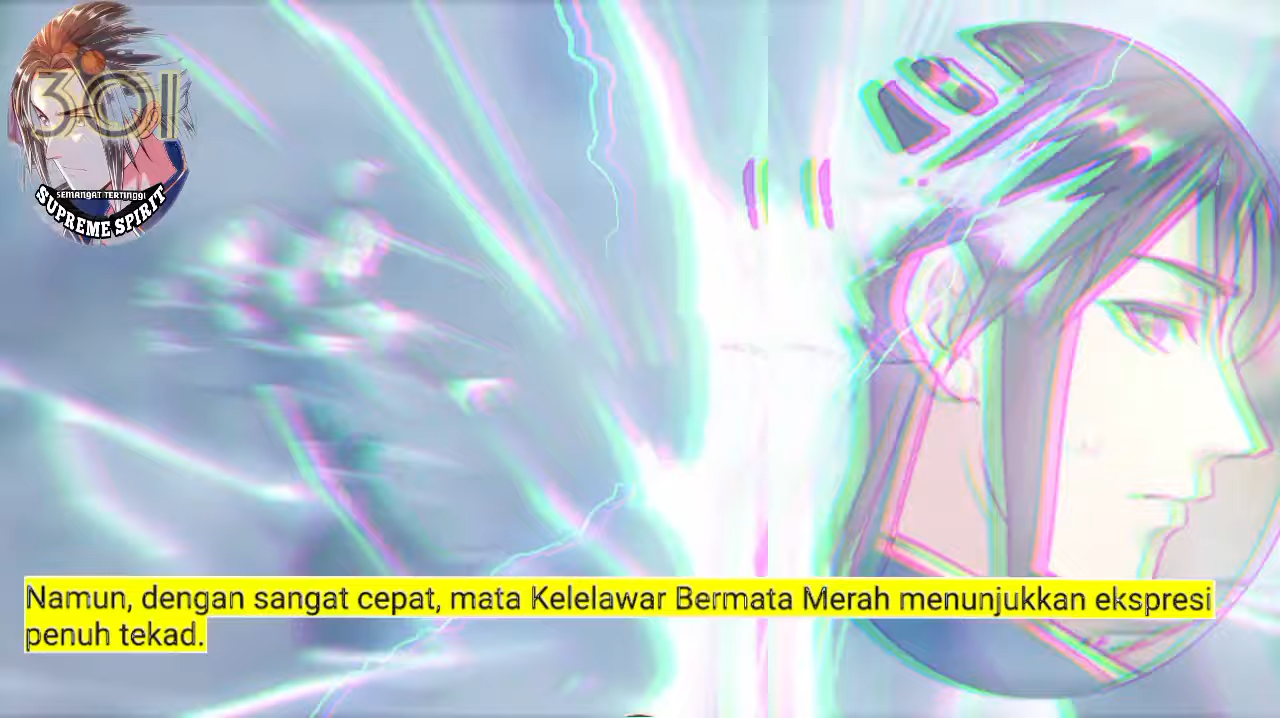 301
SEMANGAT TERTINGGI
SUPREME SPIRIT
Namun, dengan sangat cepat, mata Kelelawar Bermata Merah menunjukkan ekspresi
penuh tekad.